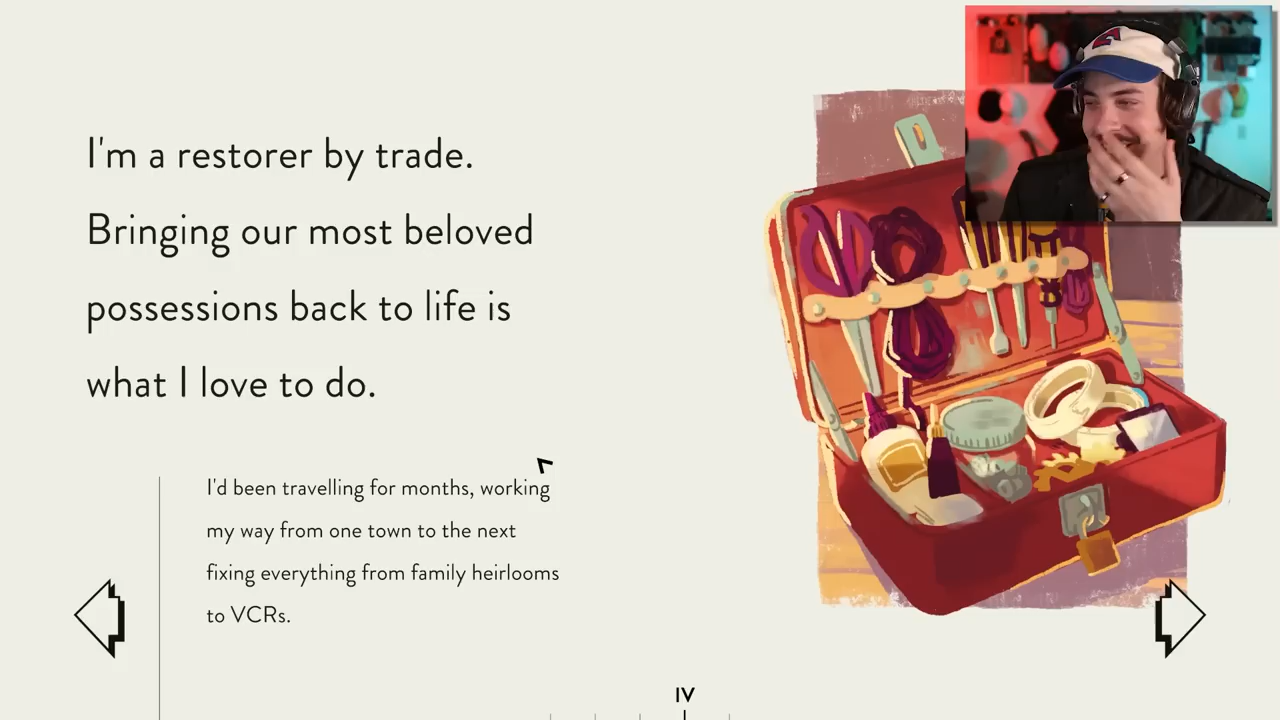 I'm a restorer by trade.
Bringing our most beloved
possessions back to life is
what I love to do.
I'd been travelling for months, working
my way from one town to the next
fixing everything from family heirlooms
to VCRs.
IV